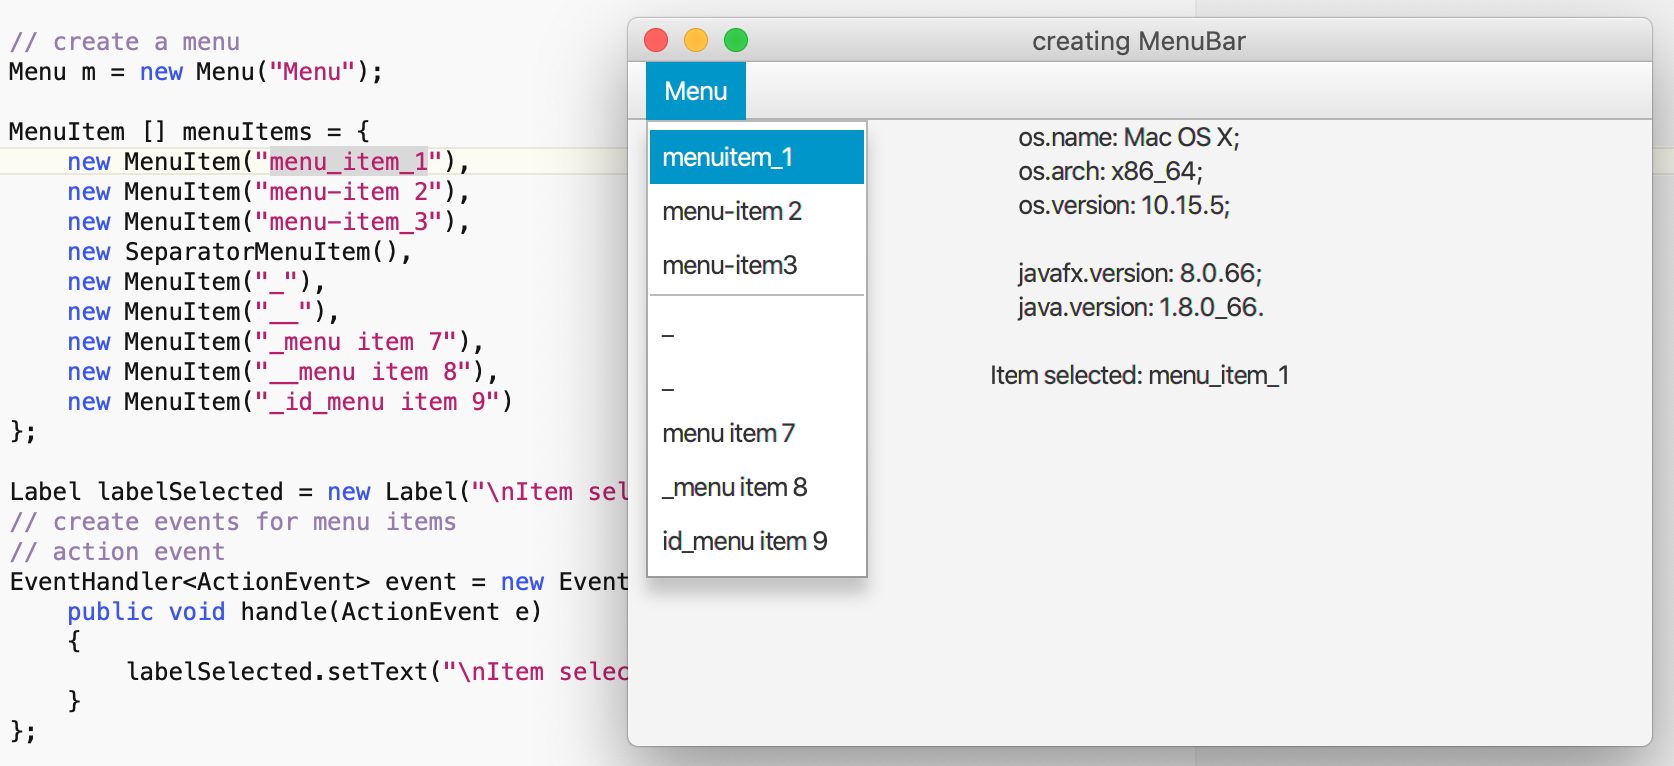 // create a menu
Menu m = new Menu("Menu");
MenuItem [] menuItems = {
new MenuItem("menu_item_1"),
new MenuItem("menu-item 2"),
new MenuItem("menu-item_3"),
new SeparatorMenuItem(),
new MenuItem("_"),
new MenuItem("__"),
new MenuItem("_menu item 7"),
new MenuItem("__menu item 8"),
new MenuItem("_id_menu item 9")
};
Label labelSelected = new Label("\nItem sel
// create events for menu items
// action event
EventHandler<ActionEvent> event = new Event
public void handle(ActionEvent e)
{
labelSelected.setText("\nItem selec
}
};
creating MenuBar
Menu
menuitem_1
menu-item 2
menu-item3
_
_
menu item 7
_menu item 8
id_menu item 9
os.name: Mac OS X;
os.arch: x86_64;
os.version: 10.15.5;
javafx.version: 8.0.66;
java.version: 1.8.0_66.
Item selected: menu_item_1